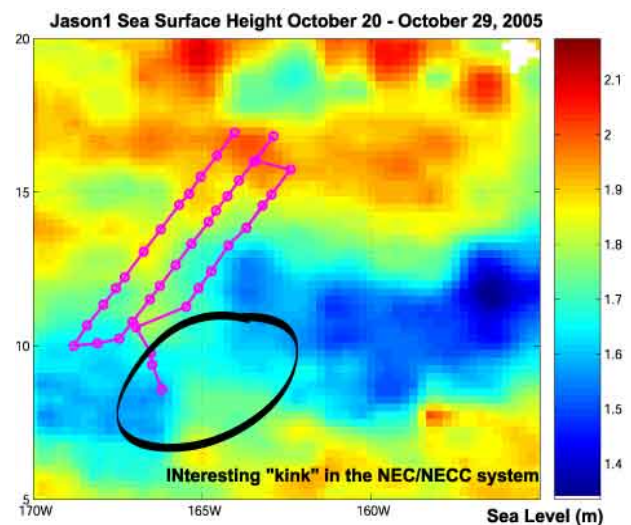 Jason1 Sea Surface Height October 20 - October 29, 2005
20
15
10
5
170W
165W
160W
INteresting "kink" in the NEC/NECC system
2.1
2
1.9
1.8
1.7
1.6
1.5
1.4
Sea Level (m)